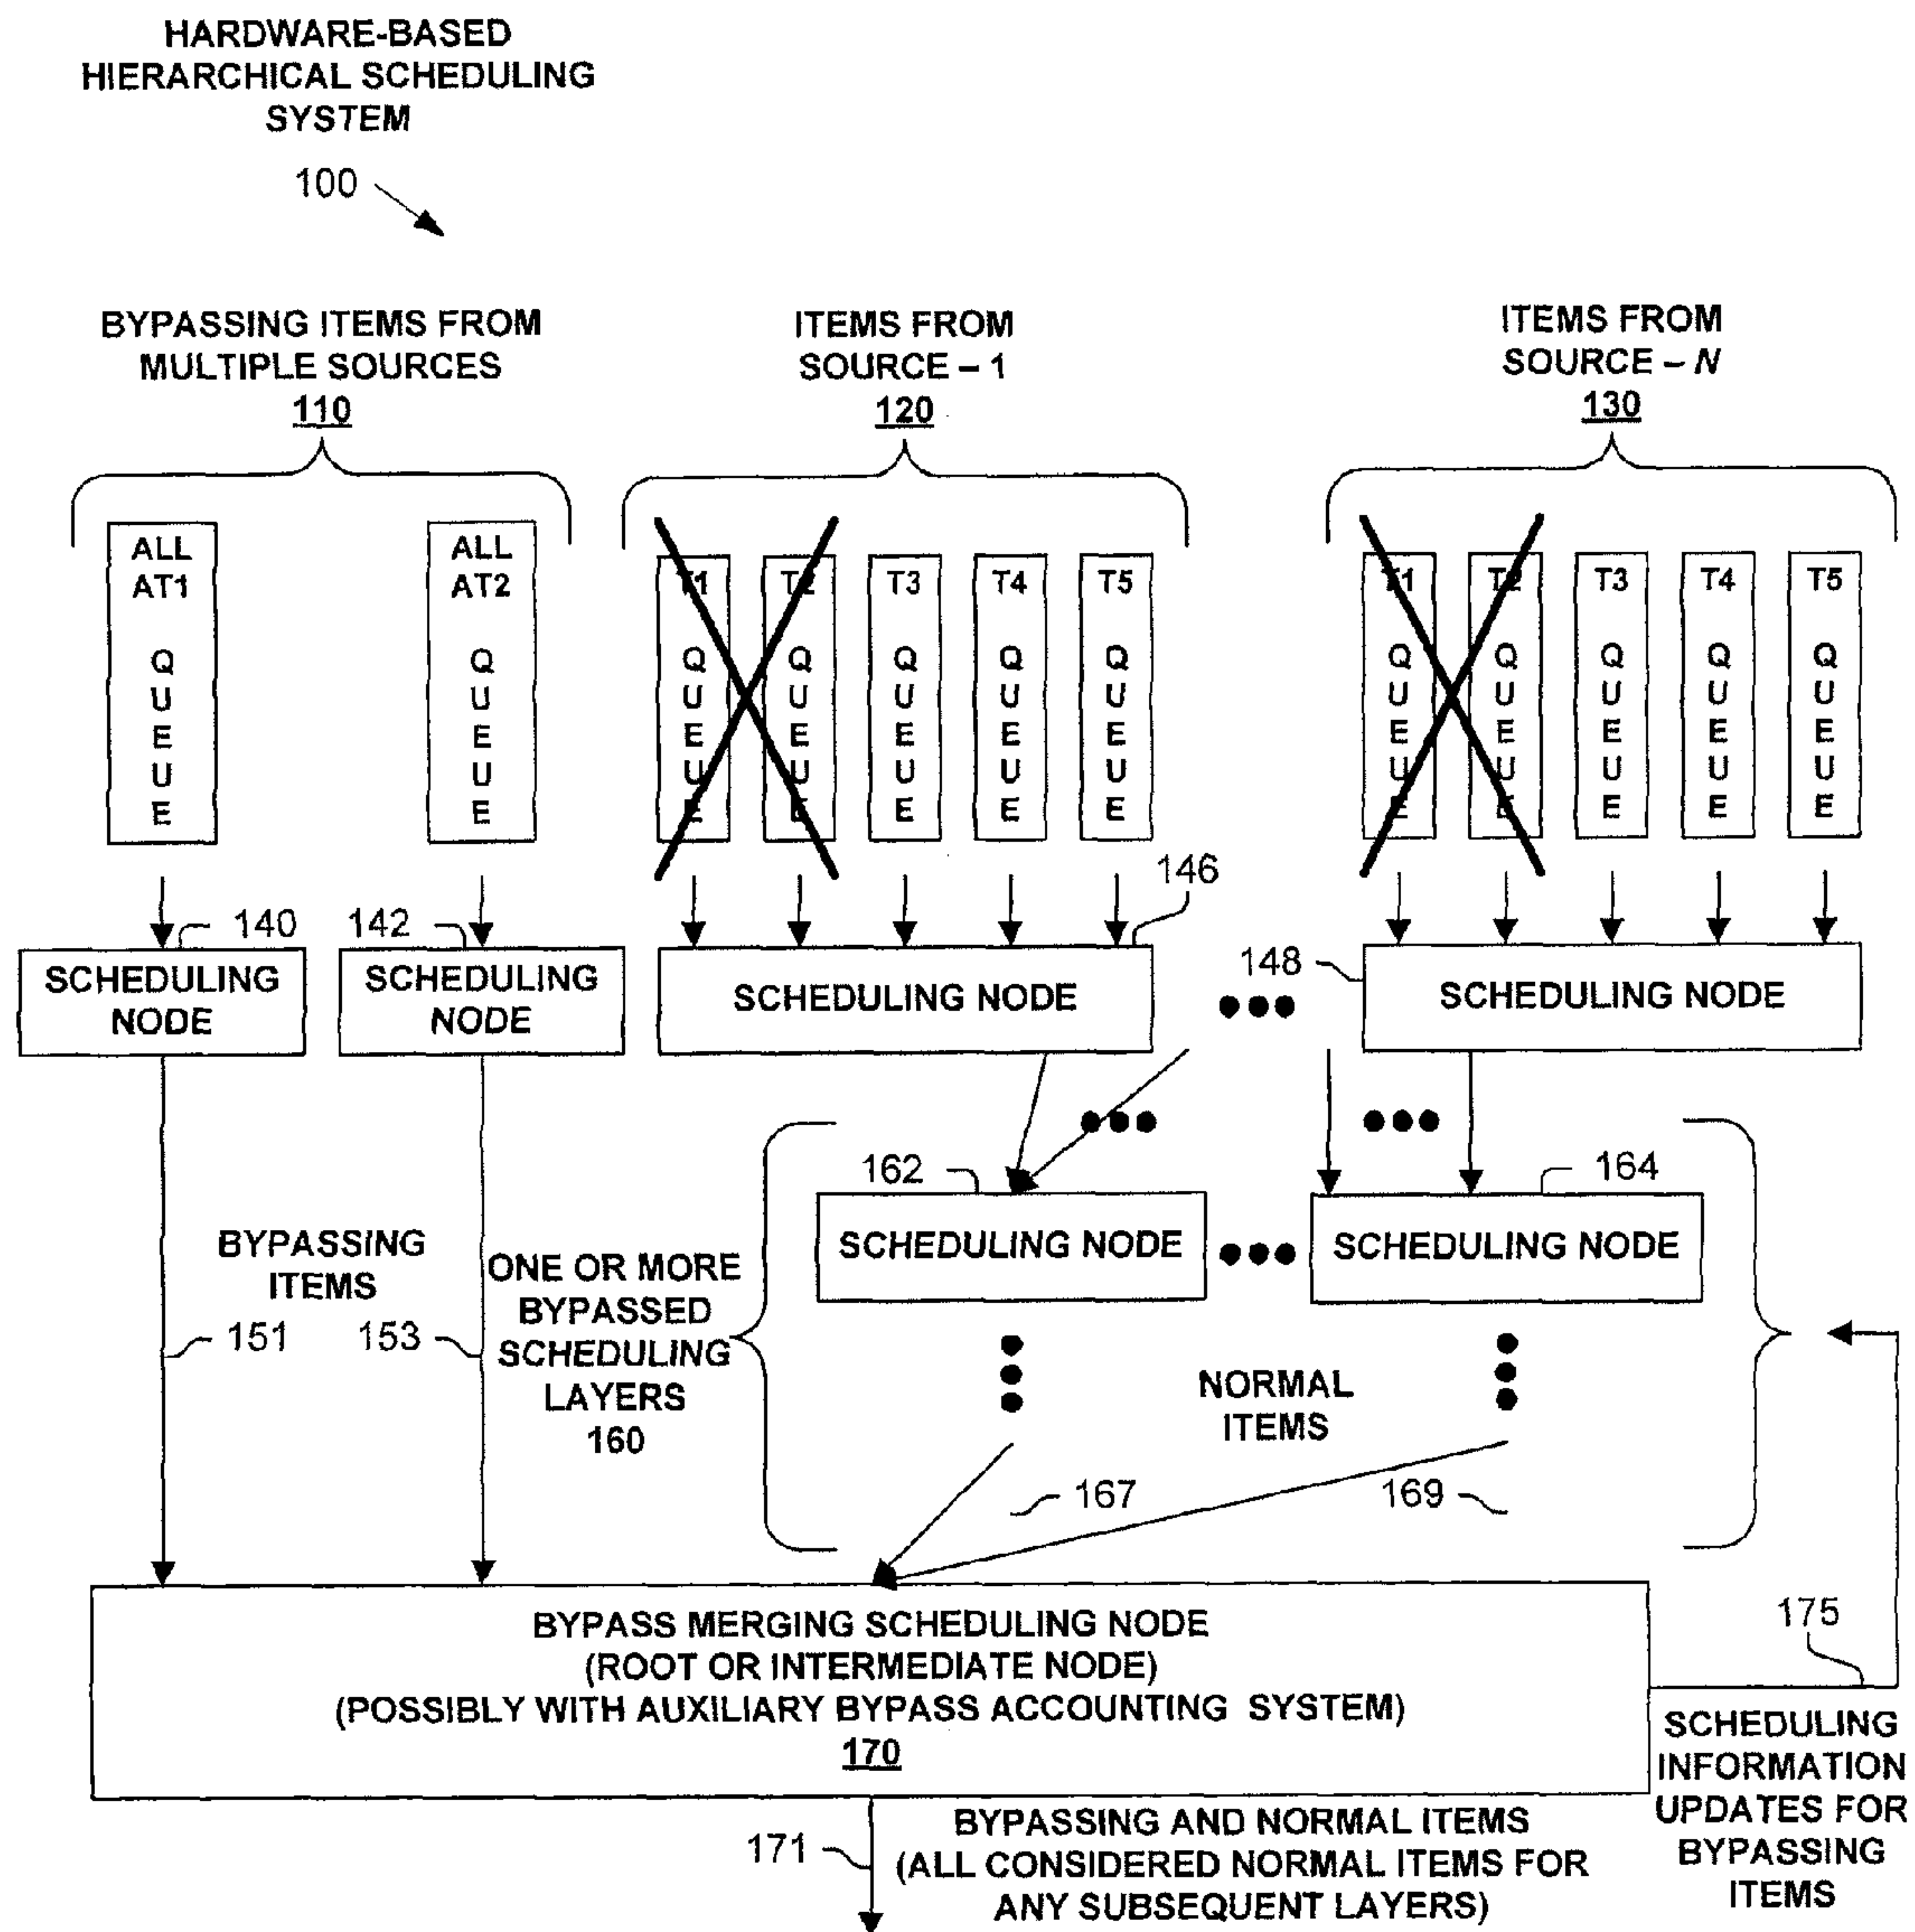 HARDWARE-BASED
HIERARCHICAL SCHEDULING
SYSTEM
100
BYPASSING ITEMS FROM
MULTIPLE SOURCES
110
ITEMS FROM
SOURCE – 1
120
ITEMS FROM
SOURCE – N
130
ALL
AT1
QUEUE
ALL
AT2
QUEUE
T1
QUEUE
T2
QUEUE
T3
QUEUE
T4
QUEUE
T5
QUEUE
T1
QUEUE
T2
QUEUE
T3
QUEUE
T4
QUEUE
T5
QUEUE
140
142
146
148
SCHEDULING
NODE
SCHEDULING
NODE
SCHEDULING NODE
SCHEDULING NODE
162
164
SCHEDULING NODE
SCHEDULING NODE
BYPASSING
ITEMS
151
153
ONE OR MORE
BYPASSED
SCHEDULING
LAYERS
160
NORMAL
ITEMS
167
169
BYPASS MERGING SCHEDULING NODE
(ROOT OR INTERMEDIATE NODE)
(POSSIBLY WITH AUXILIARY BYPASS ACCOUNTING SYSTEM)
170
175
SCHEDULING
INFORMATION
UPDATES FOR
BYPASSING
ITEMS
171
BYPASSING AND NORMAL ITEMS
(ALL CONSIDERED NORMAL ITEMS FOR
ANY SUBSEQUENT LAYERS)